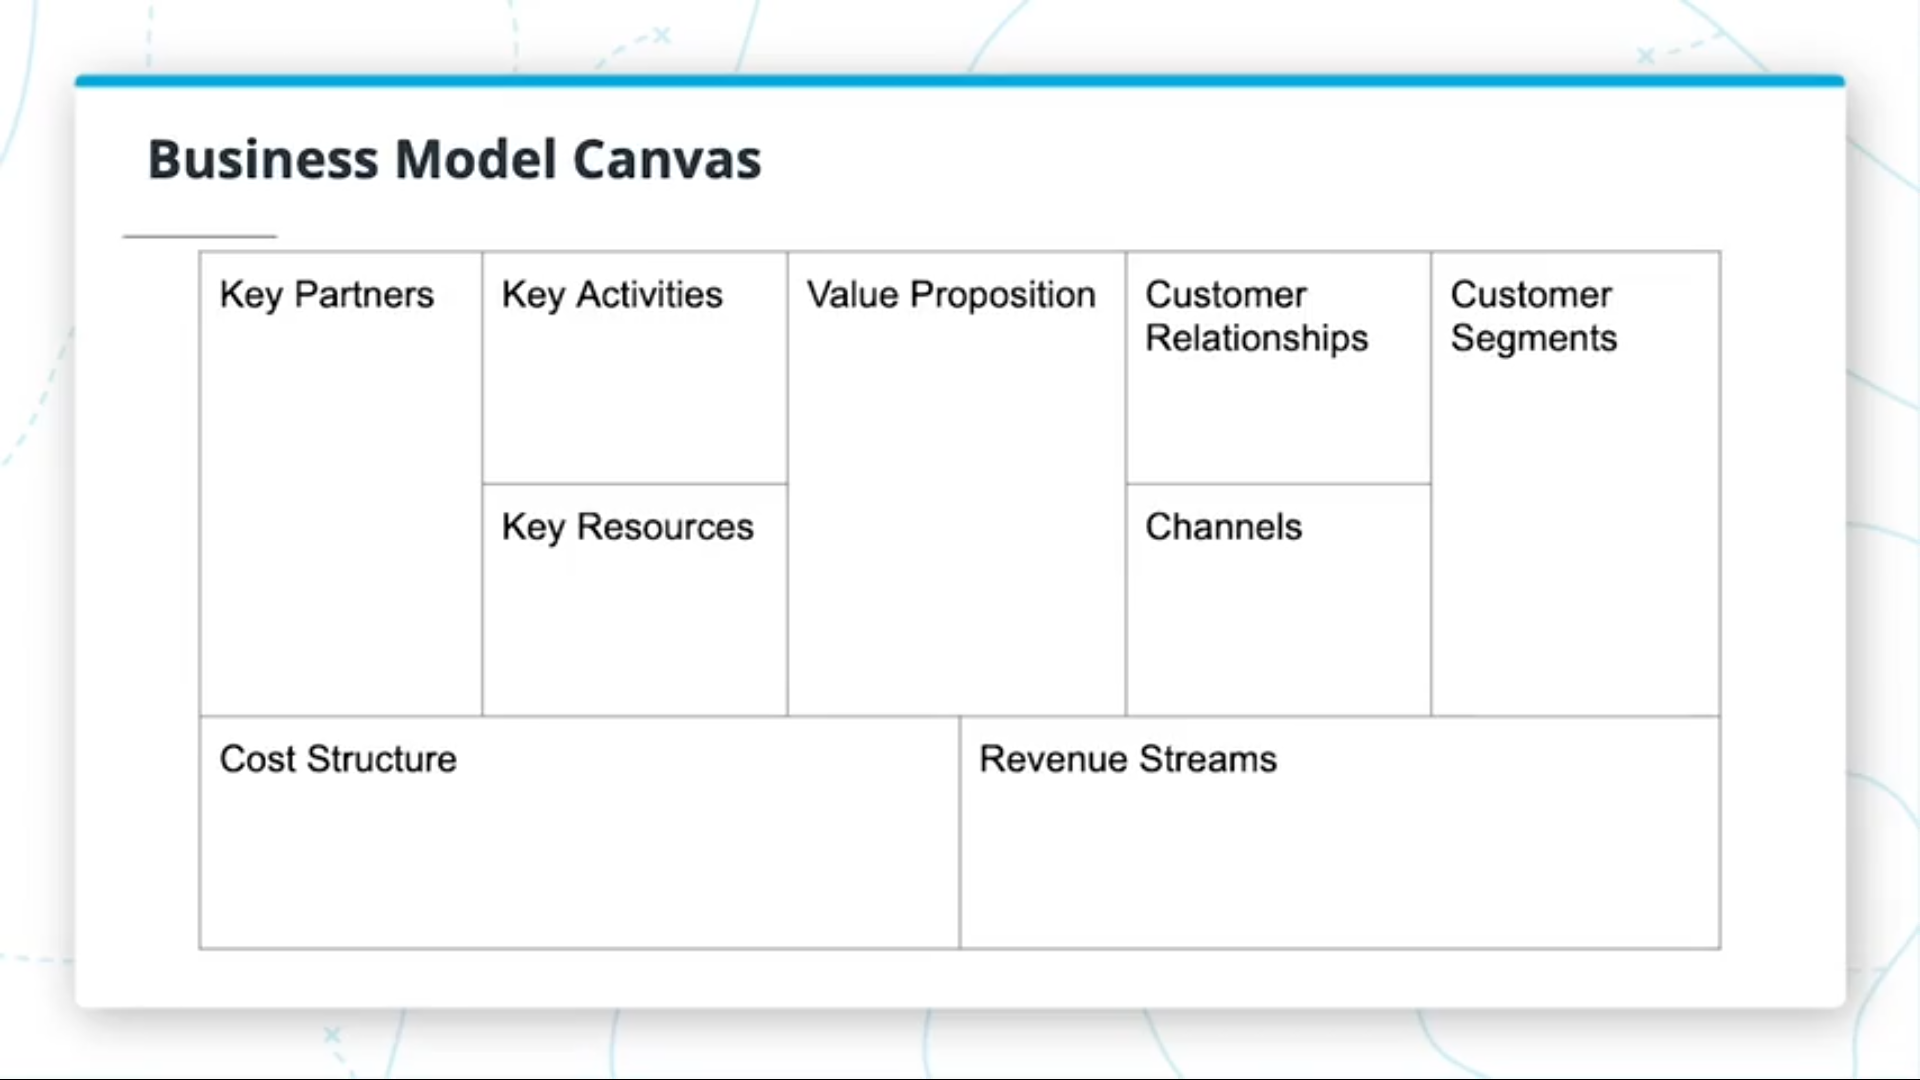 Business Model Canvas
Key Partners
Key Activities
Value Proposition
Customer
Relationships
Customer
Segments
Key Resources
Channels
Cost Structure
Revenue Streams